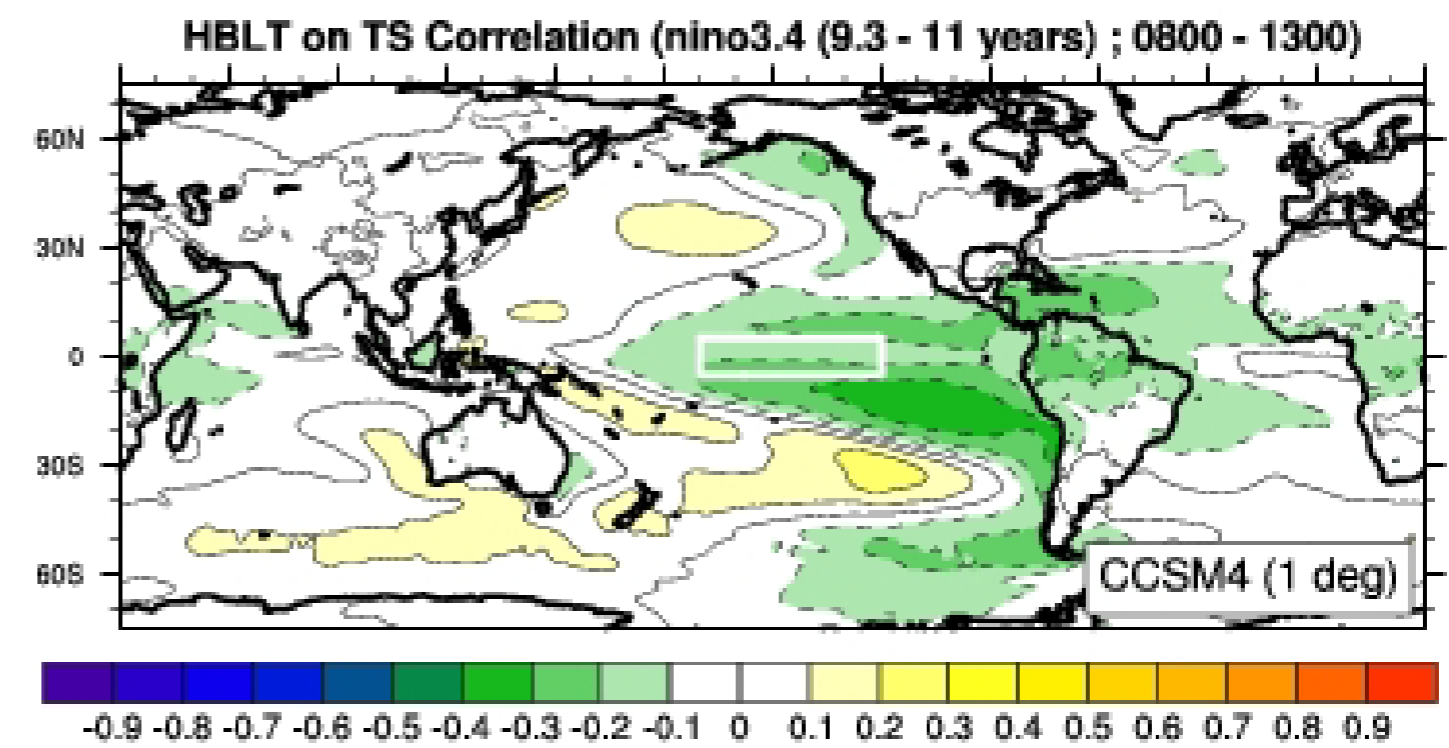 HBLT on TS Correlation (nino3.4 (9.3 - 11 years) ; 0800 - 1300)
60N
30N
0
30S
60S
CCSM4 (1 deg)
-0.9 -0.8 -0.7 -0.6 -0.5 -0.4 -0.3 -0.2 -0.1 0 0.1 0.2 0.3 0.4 0.5 0.6 0.7 0.8 0.9